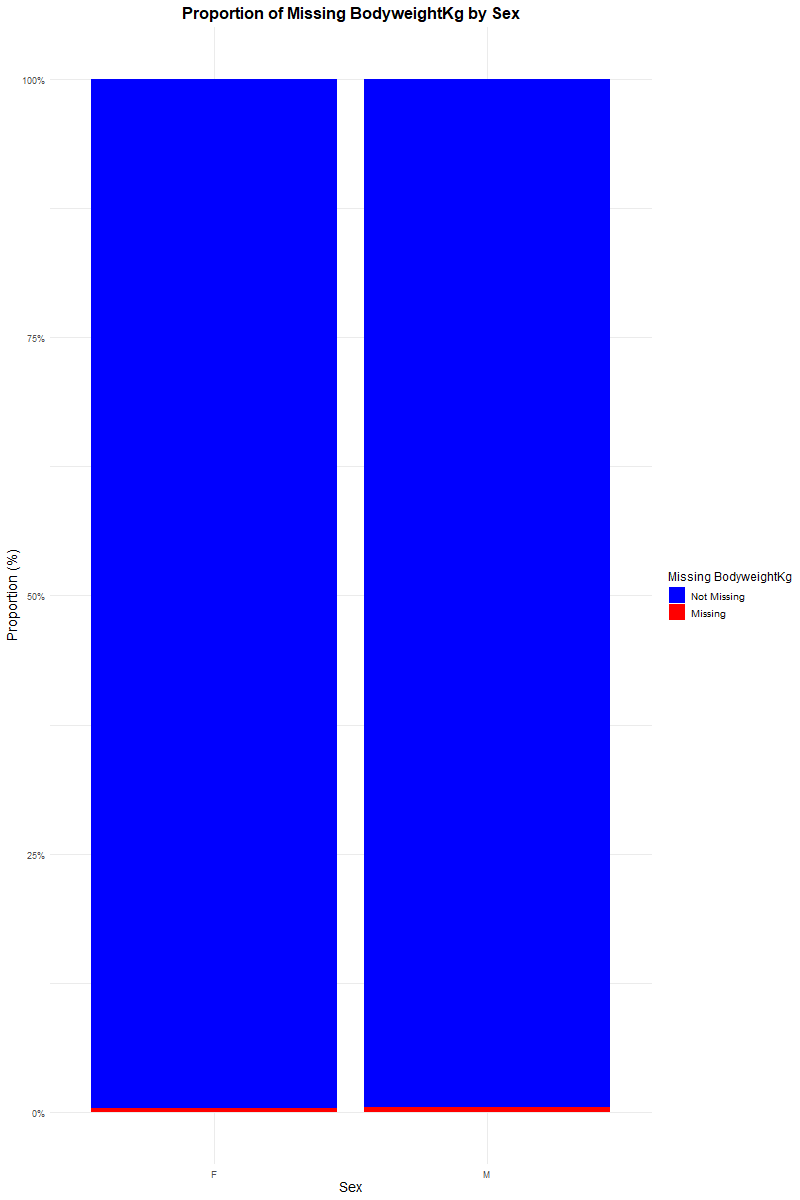 Proportion of Missing BodyweightKg by Sex
100%
75%
50%
25%
0%
Proportion (%)
F
M
Sex
Missing BodyweightKg
Not Missing
Missing